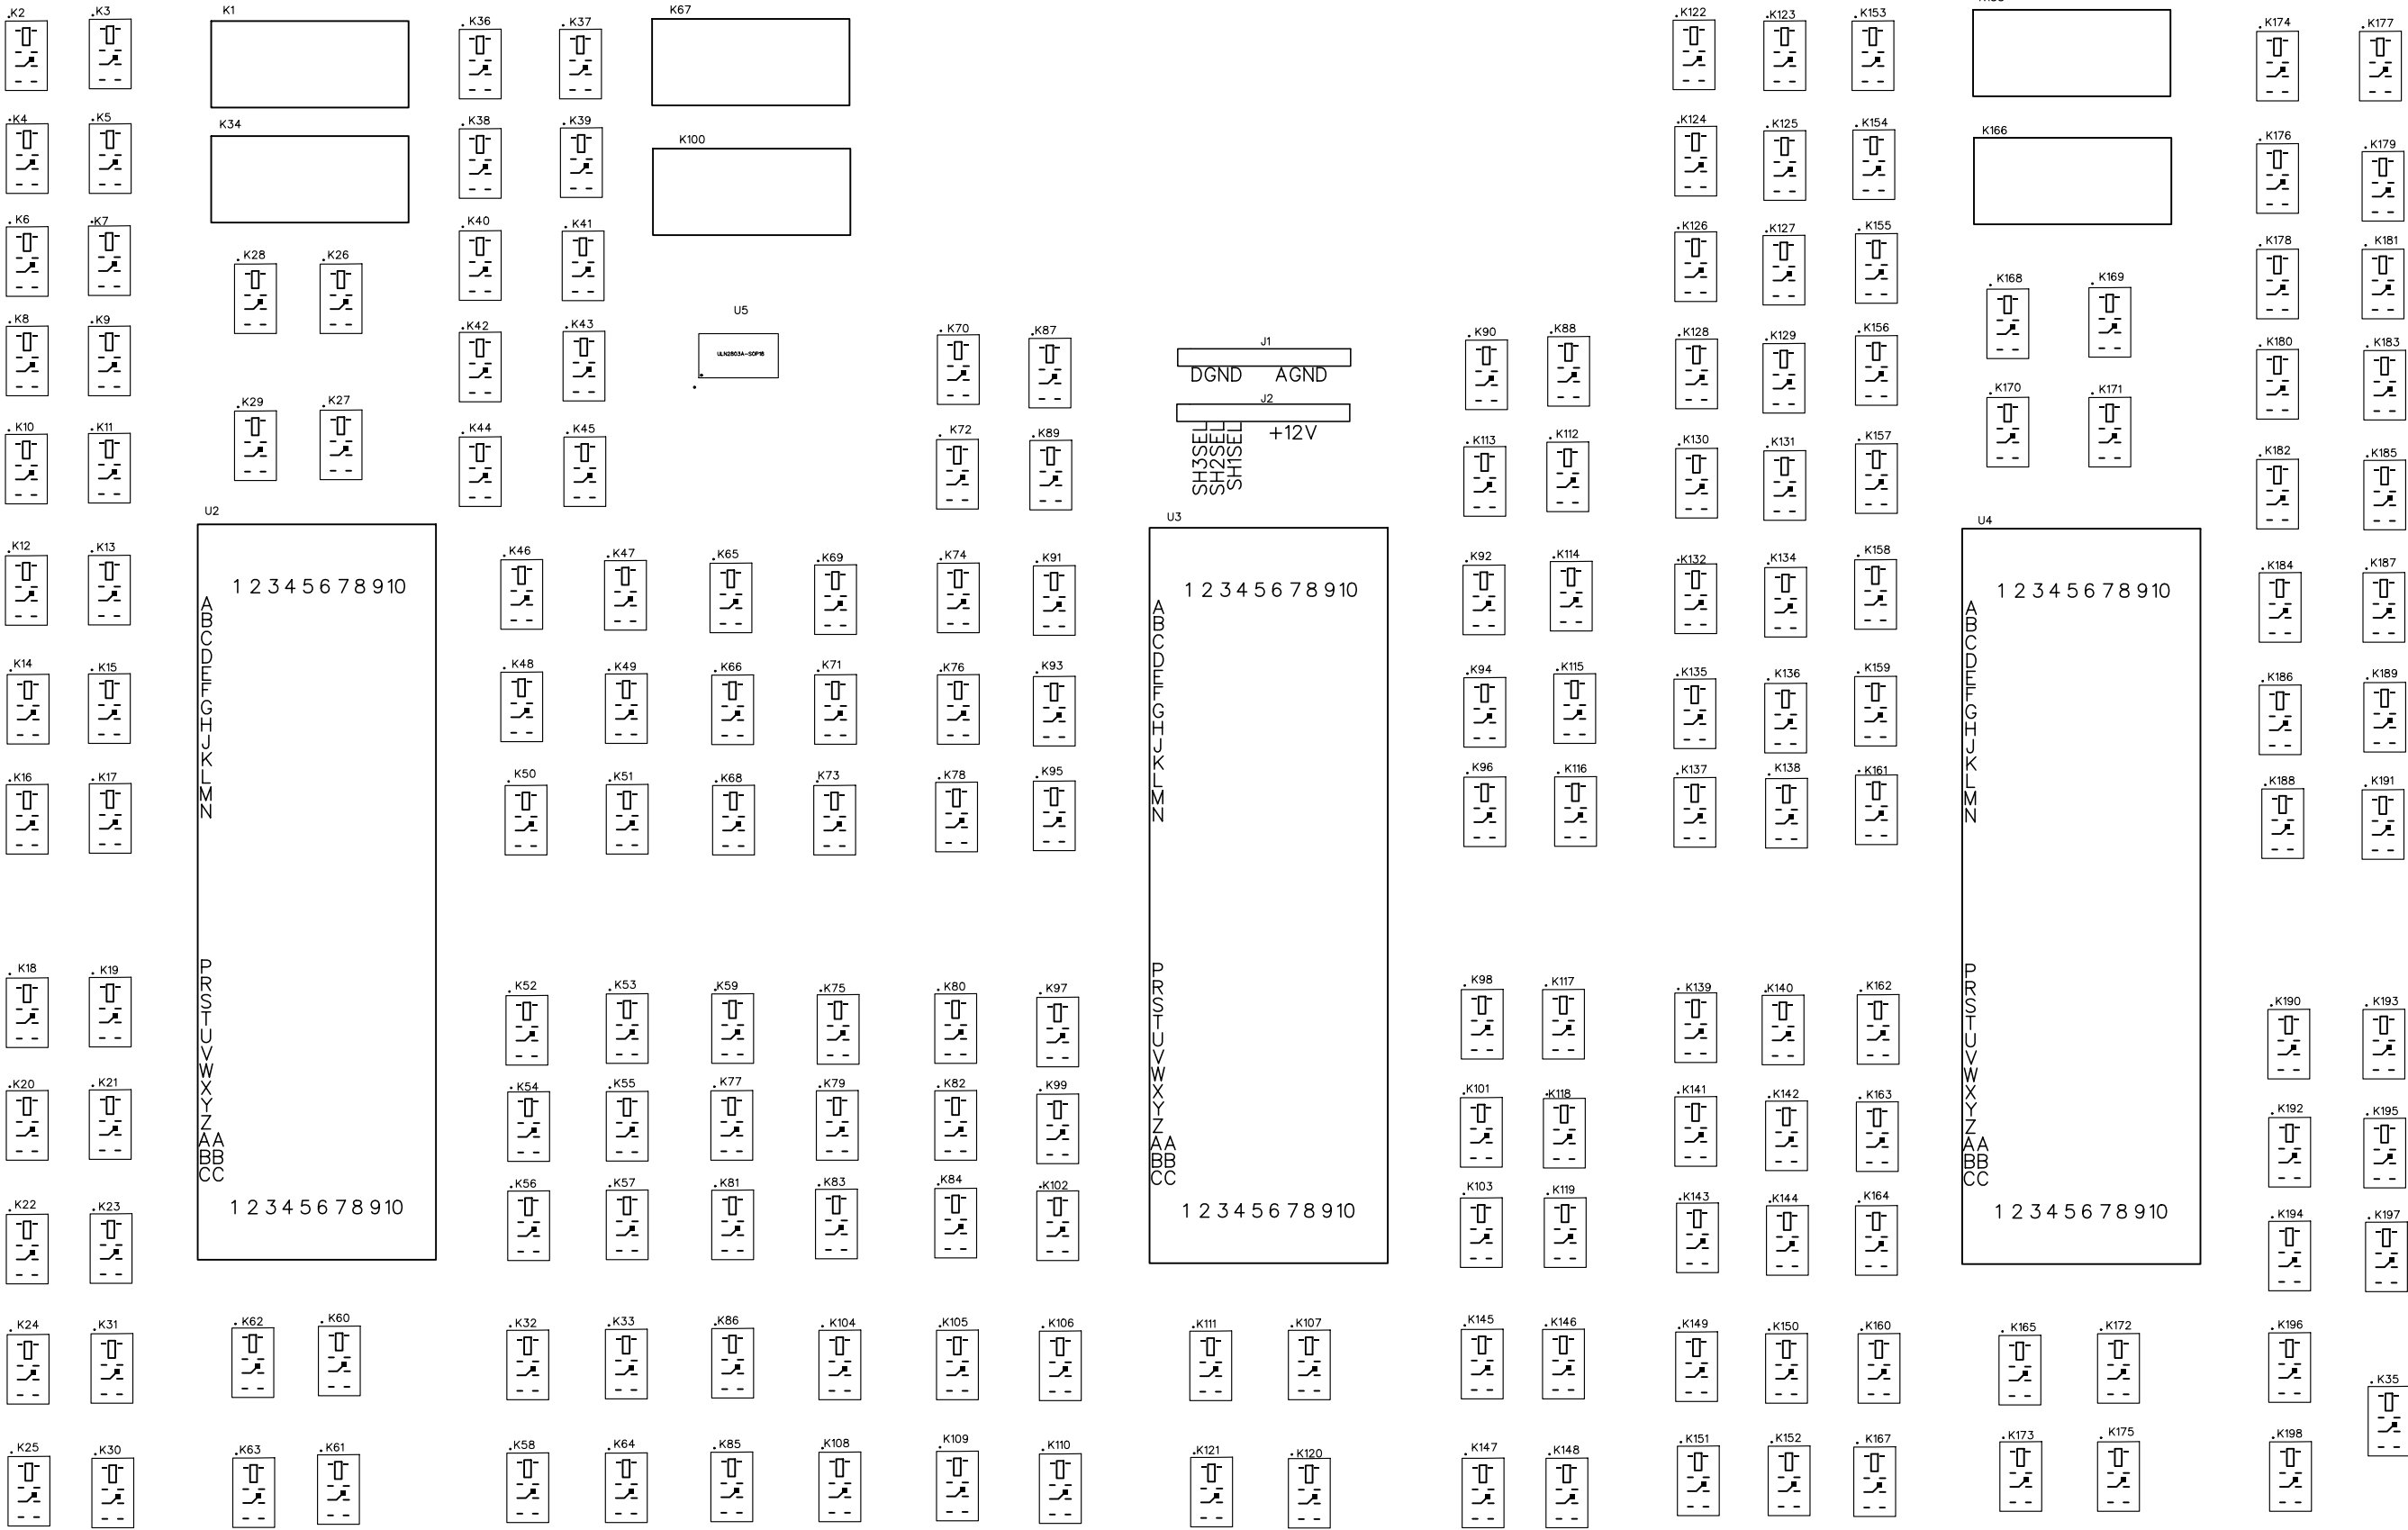 K2 K3 K1 K36 K37 K67 K122 K123 K153 K174 K177
K4 K5 K34 K38 K39 K100 K124 K125 K154 K166 K176 K179
K6 K7 K40 K41 K126 K127 K155 K178 K181
K28 K26 K168 K169
K8 K9 K42 K43 U5 K70 K87 K90 K88 K128 K129 K156 K180 K183
ULN2803A-SOP18
J1
DGND AGND
J2
SH3SEL
SH2SEL
SH1SEL
+12V
K29 K27 K170 K171
K10 K11 K44 K45 K72 K89 K113 K112 K130 K131 K157 K182 K185
U2 U3 U4
K12 K13 K46 K47 K65 K69 K74 K91 K92 K114 K132 K134 K158 K184 K187
1 2 3 4 5 6 7 8 9 10 1 2 3 4 5 6 7 8 9 10 1 2 3 4 5 6 7 8 9 10
A A A
B B B
C C C
D D D
E E E
F F F
G G G
H H H
J J J
K K K
L L L
M M M
N N N
K14 K15 K48 K49 K66 K71 K76 K93 K94 K115 K135 K136 K159 K186 K189
K16 K17 K50 K51 K68 K73 K78 K95 K96 K116 K137 K138 K161 K188 K191
P P P
R R R
S S S
T T T
U U U
V V V
W W W
X X X
Y Y Y
Z Z Z
AA AA AA
BB BB BB
CC CC CC
K18 K19 K52 K53 K59 K75 K80 K97 K98 K117 K139 K140 K162 K190 K193
K20 K21 K54 K55 K77 K79 K82 K99 K101 K118 K141 K142 K163 K192 K195
K22 K23 K56 K57 K81 K83 K84 K102 K103 K119 K143 K144 K164 K194 K197
1 2 3 4 5 6 7 8 9 10 1 2 3 4 5 6 7 8 9 10 1 2 3 4 5 6 7 8 9 10
K24 K31 K62 K60 K32 K33 K86 K104 K105 K106 K111 K107 K145 K146 K149 K150 K160 K165 K172 K196
K35
K25 K30 K63 K61 K58 K64 K85 K108 K109 K110 K121 K120 K147 K148 K151 K152 K167 K173 K175 K198